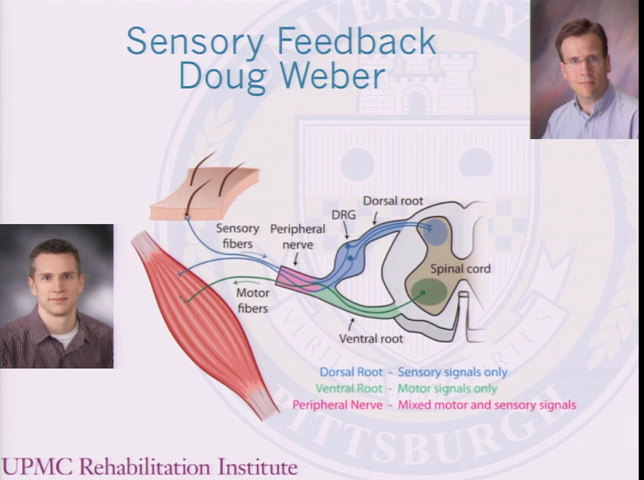 Sensory Feedback
Doug Weber
Dorsal root
DRG
Sensory
fibers
Peripheral
nerve
Spinal cord
Motor
fibers
Ventral root
Dorsal Root - Sensory signals only
Ventral Root - Motor signals only
Peripheral Nerve - Mixed motor and sensory signals
PITTSBURGH
UPMC Rehabilitation Institute